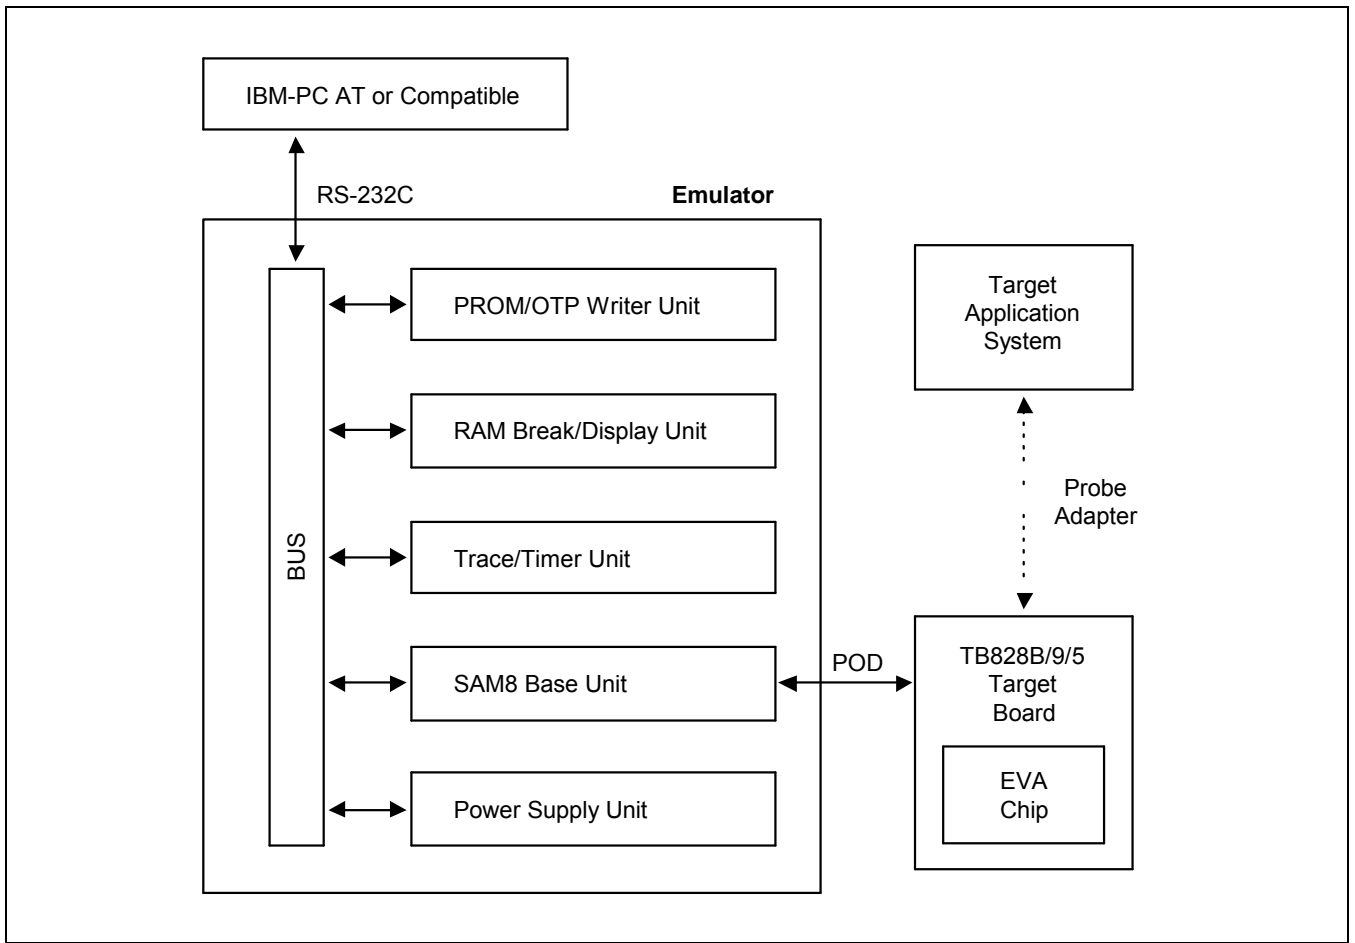 IBM-PC AT or Compatible
RS-232C
Emulator
BUS
PROM/OTP Writer Unit
RAM Break/Display Unit
Trace/Timer Unit
SAM8 Base Unit
Power Supply Unit
POD
Target
Application
System
Probe
Adapter
TB828B/9/5
Target
Board
EVA
Chip